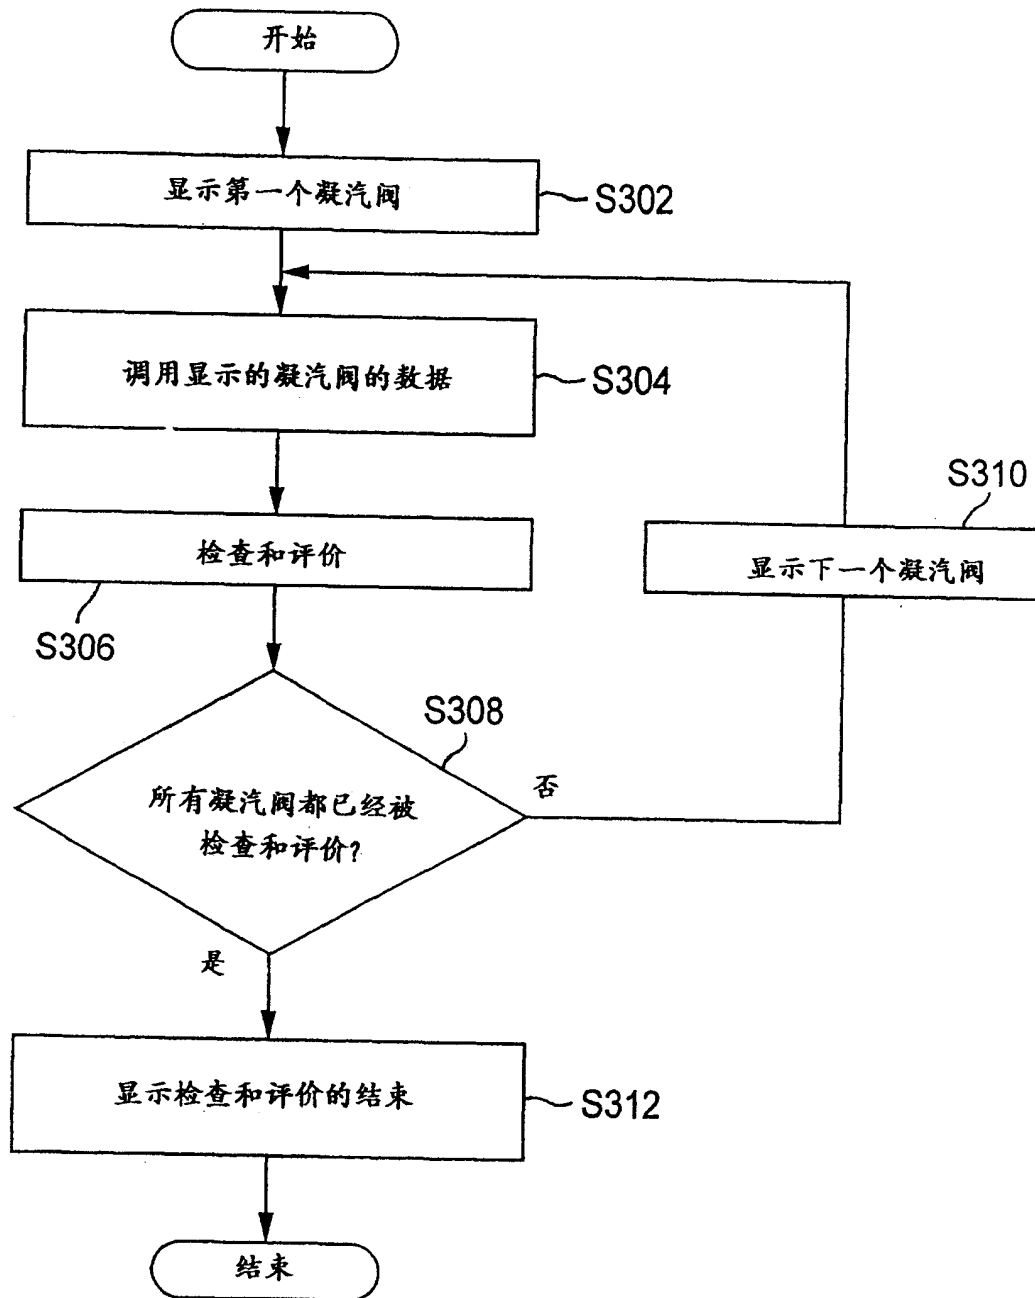 开始
显示第一个凝汽阀
S302
调用显示的凝汽阀的数据
S304
S310
检查和评价
显示下一个凝汽阀
S306
S308
所有凝汽阀都已经被
检查和评价?
否
是
显示检查和评价的结束
S312
结束